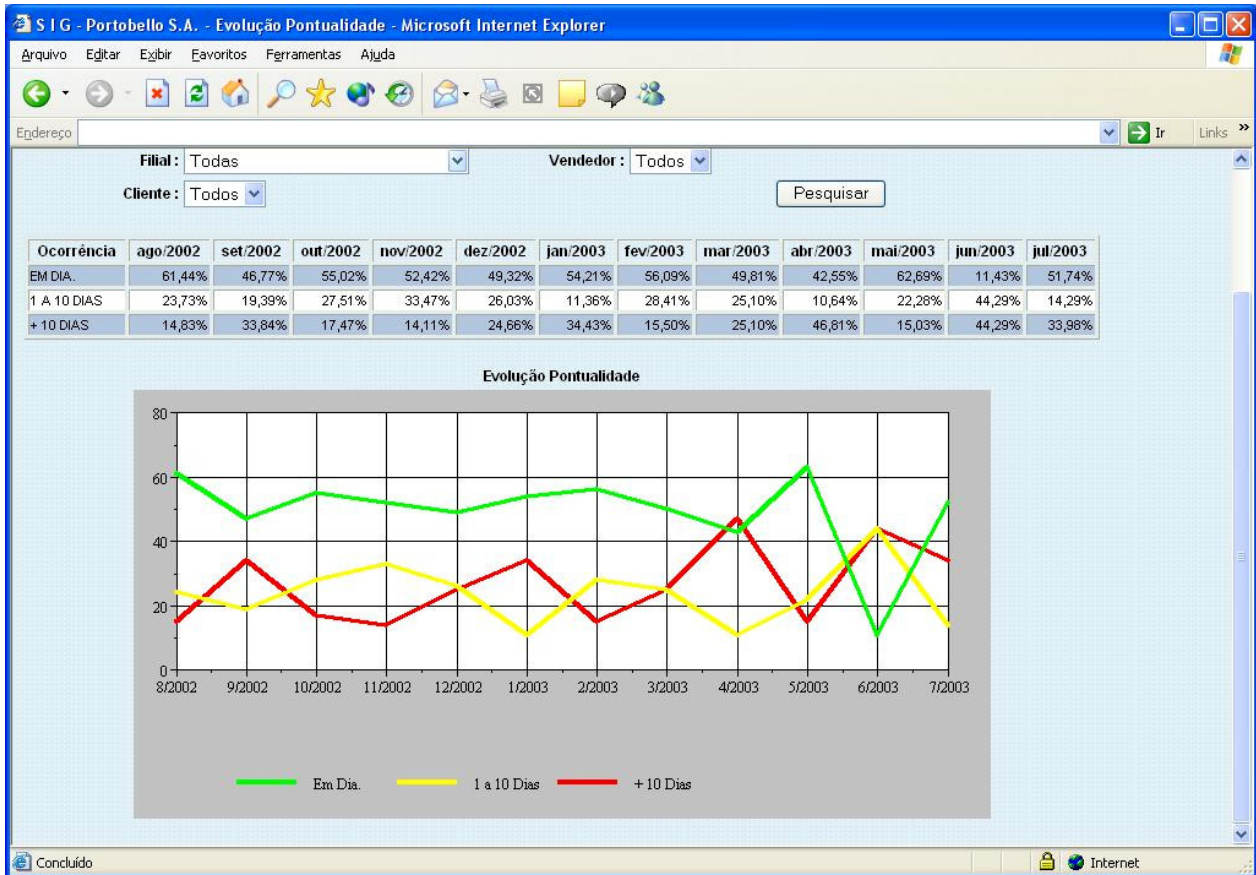 S I G - Portobello S.A. - Evolução Pontualidade - Microsoft Internet Explorer
Arquivo Editar Exibir Favoritos Ferramentas Ajuda
Endereço Ir Links »
Filial : Todas Vendedor : Todos
Cliente : Todos Pesquisar
Ocorrência ago/2002 set/2002 out/2002 nov/2002 dez/2002 jan/2003 fev/2003 mar/2003 abr/2003 mai/2003 jun/2003 jul/2003
EM DIA. 61,44% 46,77% 55,02% 52,42% 49,32% 54,21% 56,09% 49,81% 42,55% 62,69% 11,43% 51,74%
1 A 10 DIAS 23,73% 19,39% 27,51% 33,47% 26,03% 11,36% 28,41% 25,10% 10,64% 22,28% 44,29% 14,29%
+ 10 DIAS 14,83% 33,84% 17,47% 14,11% 24,66% 34,43% 15,50% 25,10% 46,81% 15,03% 44,29% 33,98%
Evolução Pontualidade
80
60
40
20
0
8/2002 9/2002 10/2002 11/2002 12/2002 1/2003 2/2003 3/2003 4/2003 5/2003 6/2003 7/2003
Em Dia. 1 a 10 Dias + 10 Dias
Concluído Internet